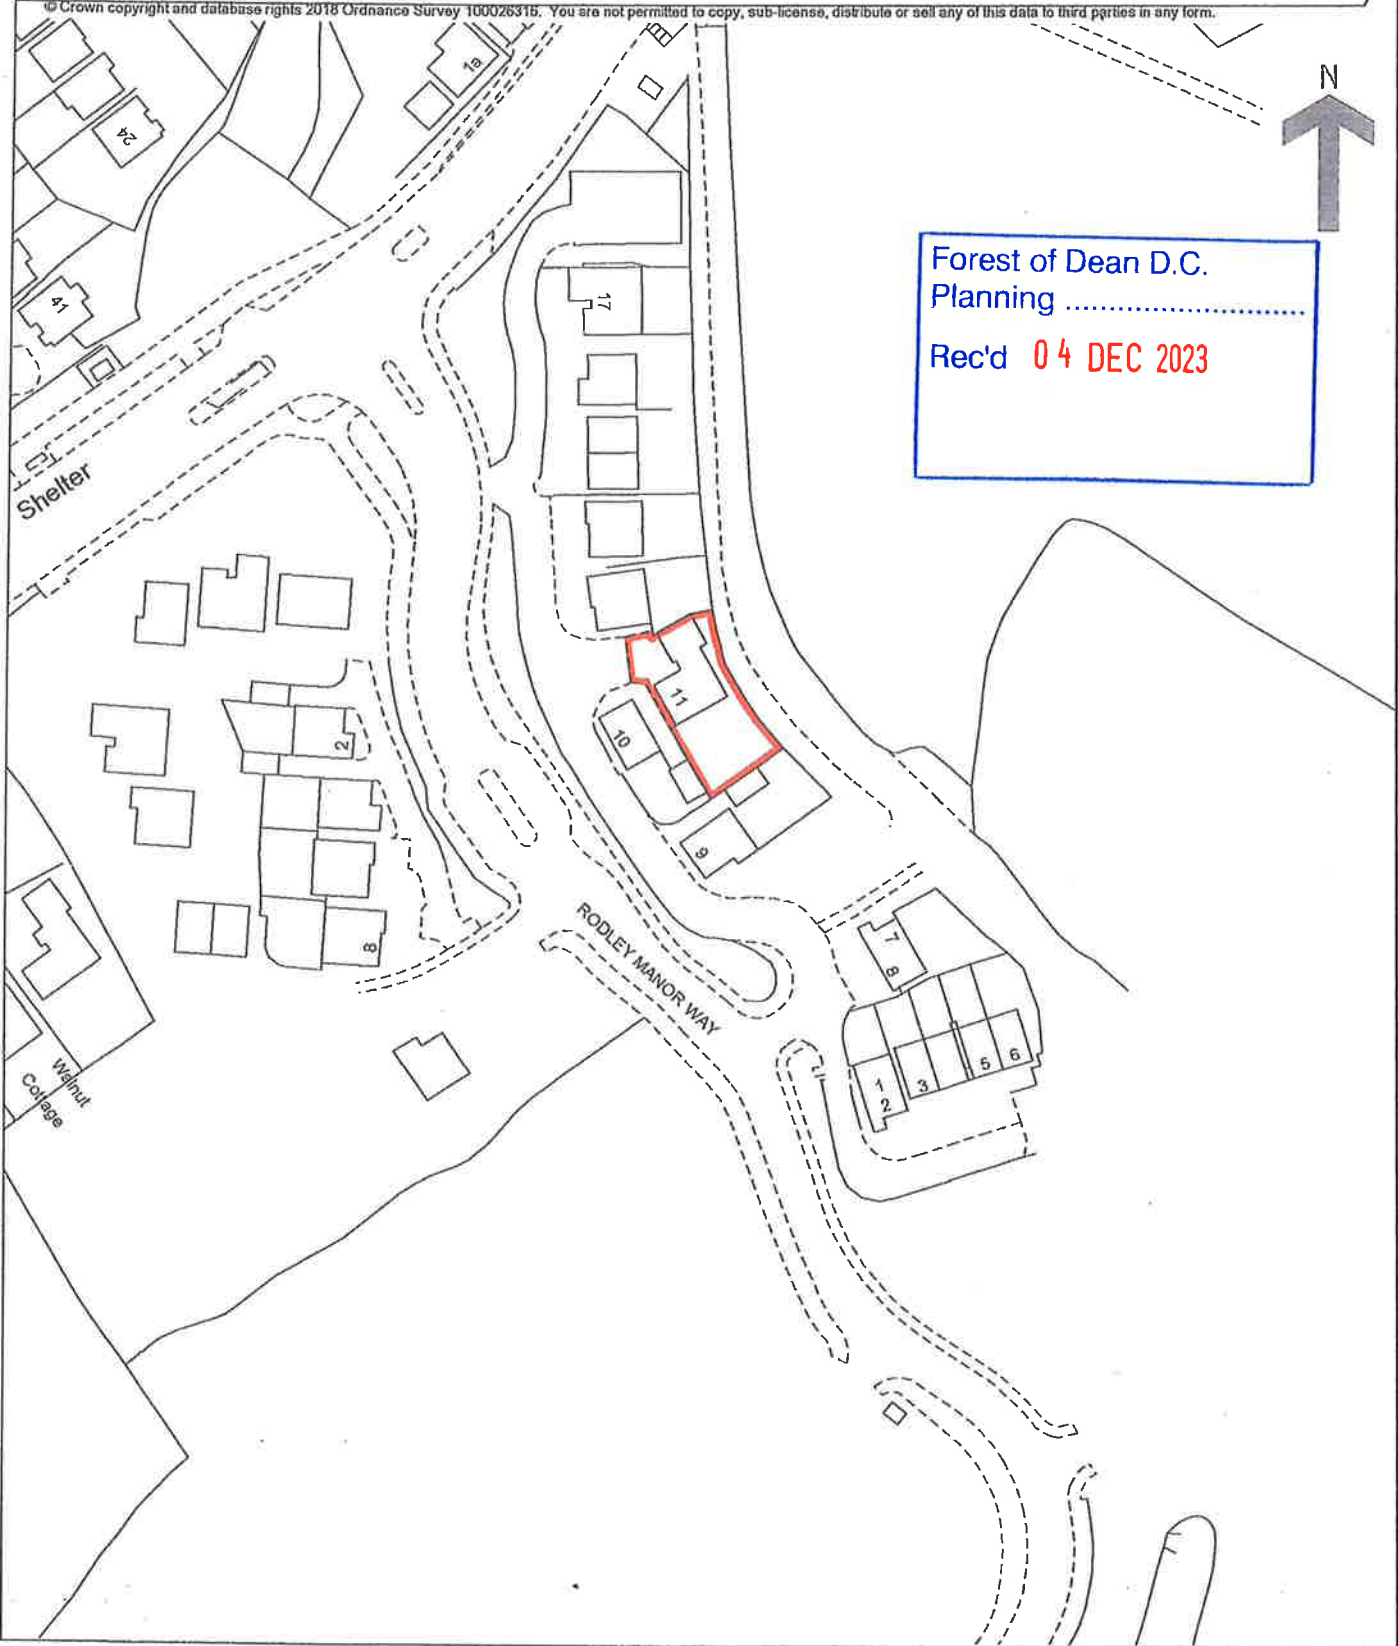 © Crown copyright and database rights 2018 Ordnance Survey 100026316. You are not permitted to copy, sub-license, distribute or sell any of this data to third parties in any form.
N
1a
24
Forest of Dean D.C.
Planning ..............................
Rec'd 04 DEC 2023
41
17
Shelter
11
10
2
9
8
RODLEY MANOR WAY
7
8
Walnut
Cottage
1
2
3
5
6